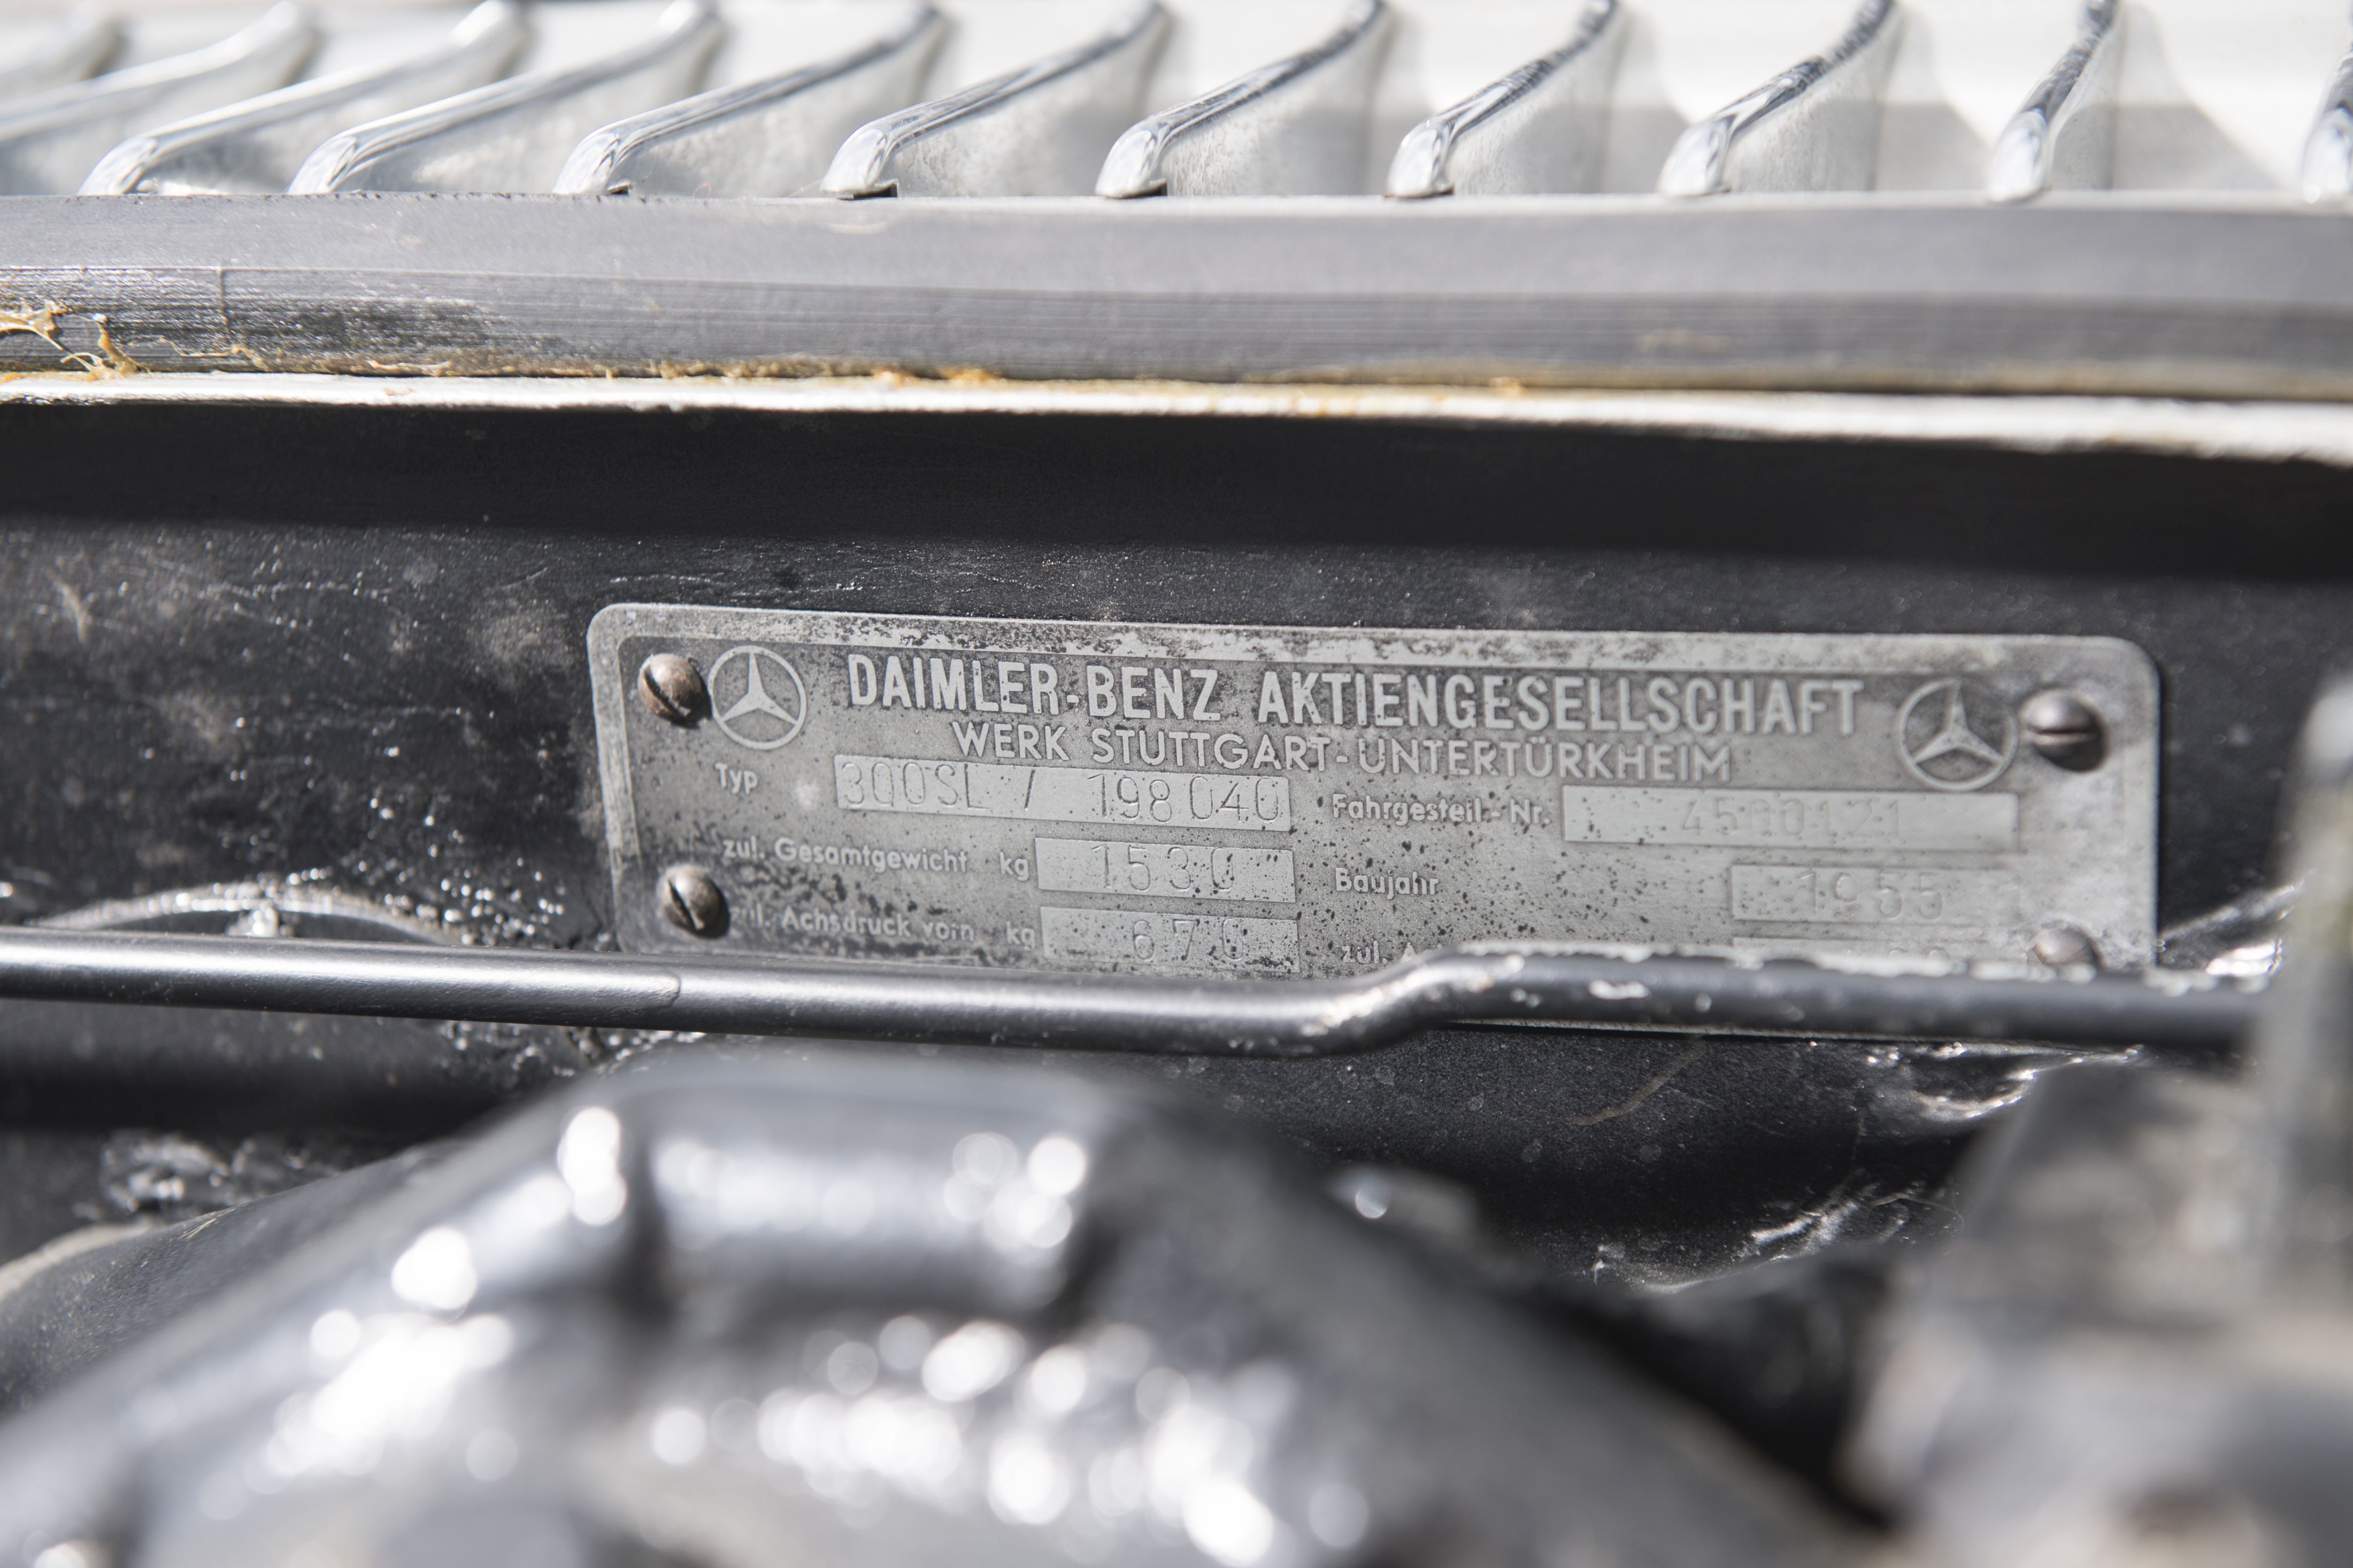 DAIMLER-BENZ AKTIENGESELLSCHAFT
WERK STUTTGART-UNTERTÜRKHEIM
Typ 300SL / 198 040 Fahrgestell.-Nr. 4500121
zul. Gesamtgewicht kg 1530 Baujahr 1955
zul. Achsdruck vorn kg 670 zul.